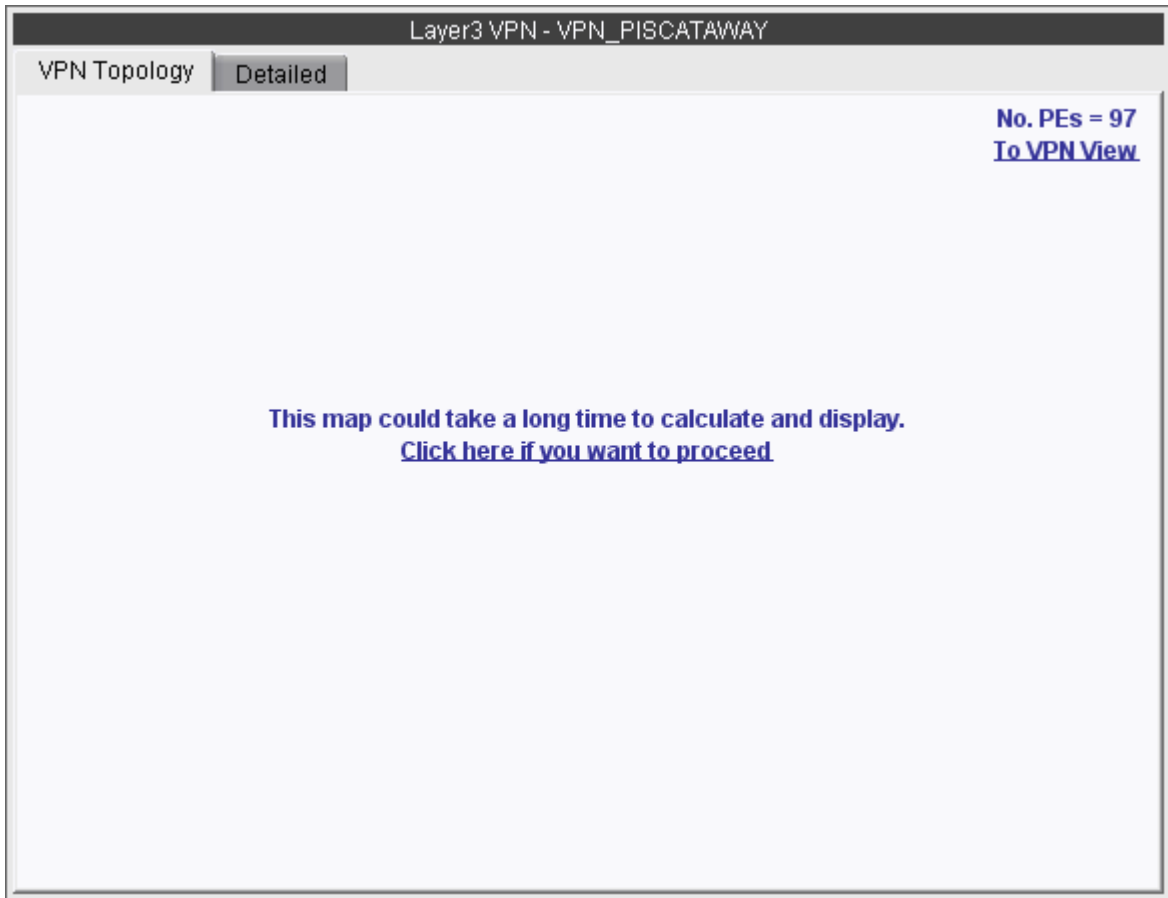 Layer3 VPN - VPN_PISCATAWAY
VPN Topology Detailed
No. PEs = 97
To VPN View
This map could take a long time to calculate and display.
Click here if you want to proceed